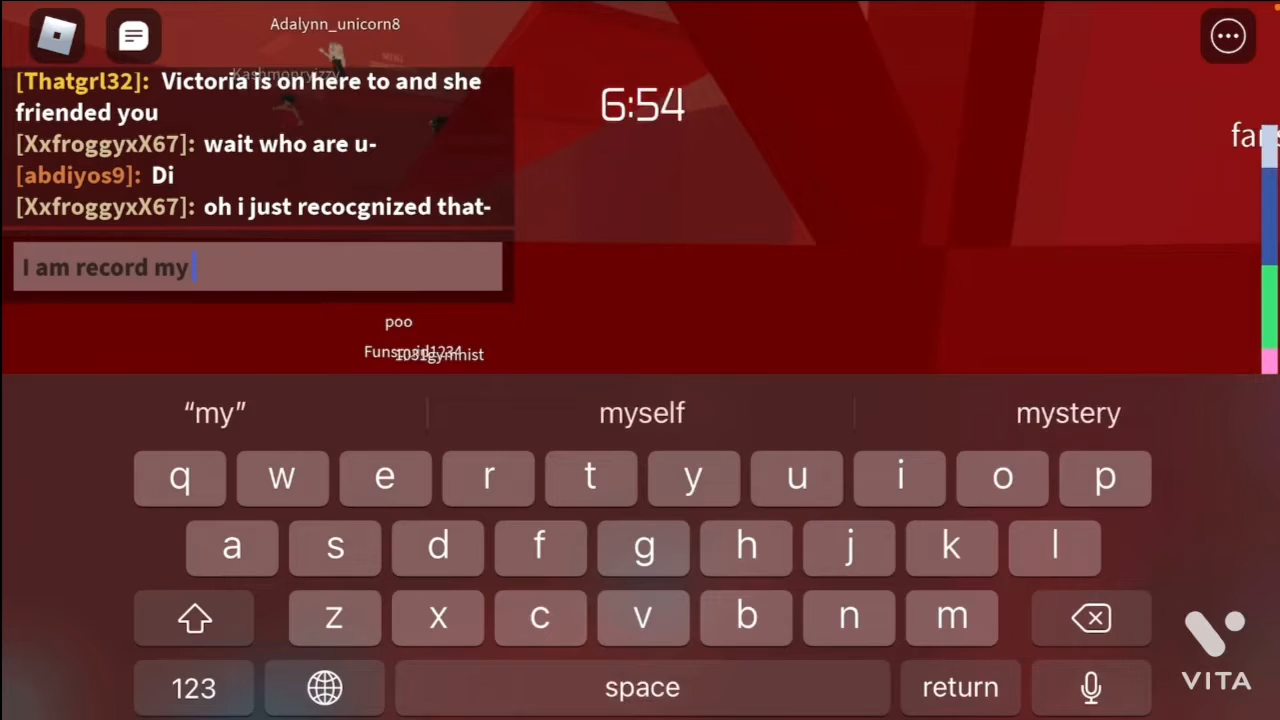 Adalynn_unicorn8
[Thatgrl32]: Victoria is on here to and she
friended you
[XxfroggyxX67]: wait who are u-
[abdiyos9]: Di
[XxfroggyxX67]: oh i just recocgnized that-
6:54
I am record my
poo
“my” myself mystery
q w e r t y u i o p
a s d f g h j k l
z x c v b n m
123 space return
VITA